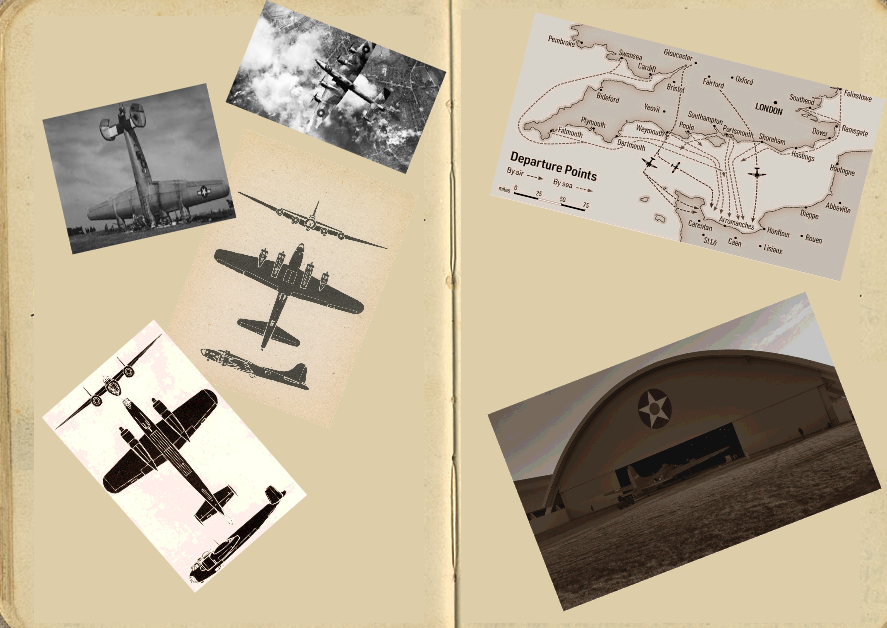 Pembroke
Swansea
Cardiff
Gloucester
Bristol
Fairford
Oxford
LONDON
Southend
Felixstowe
Bideford
Yeovil
Southampton
Portsmouth
Shoreham
Dover
Ramsgate
Hastings
Falmouth
Plymouth
Dartmouth
Weymouth
Poole
Boulogne
Departure Points
By air
By sea
miles 0 25 50 75
Abbeville
Dieppe
Arromanches
Carentan
St Lô
Caen
Honfleur
Lisieux
Rouen